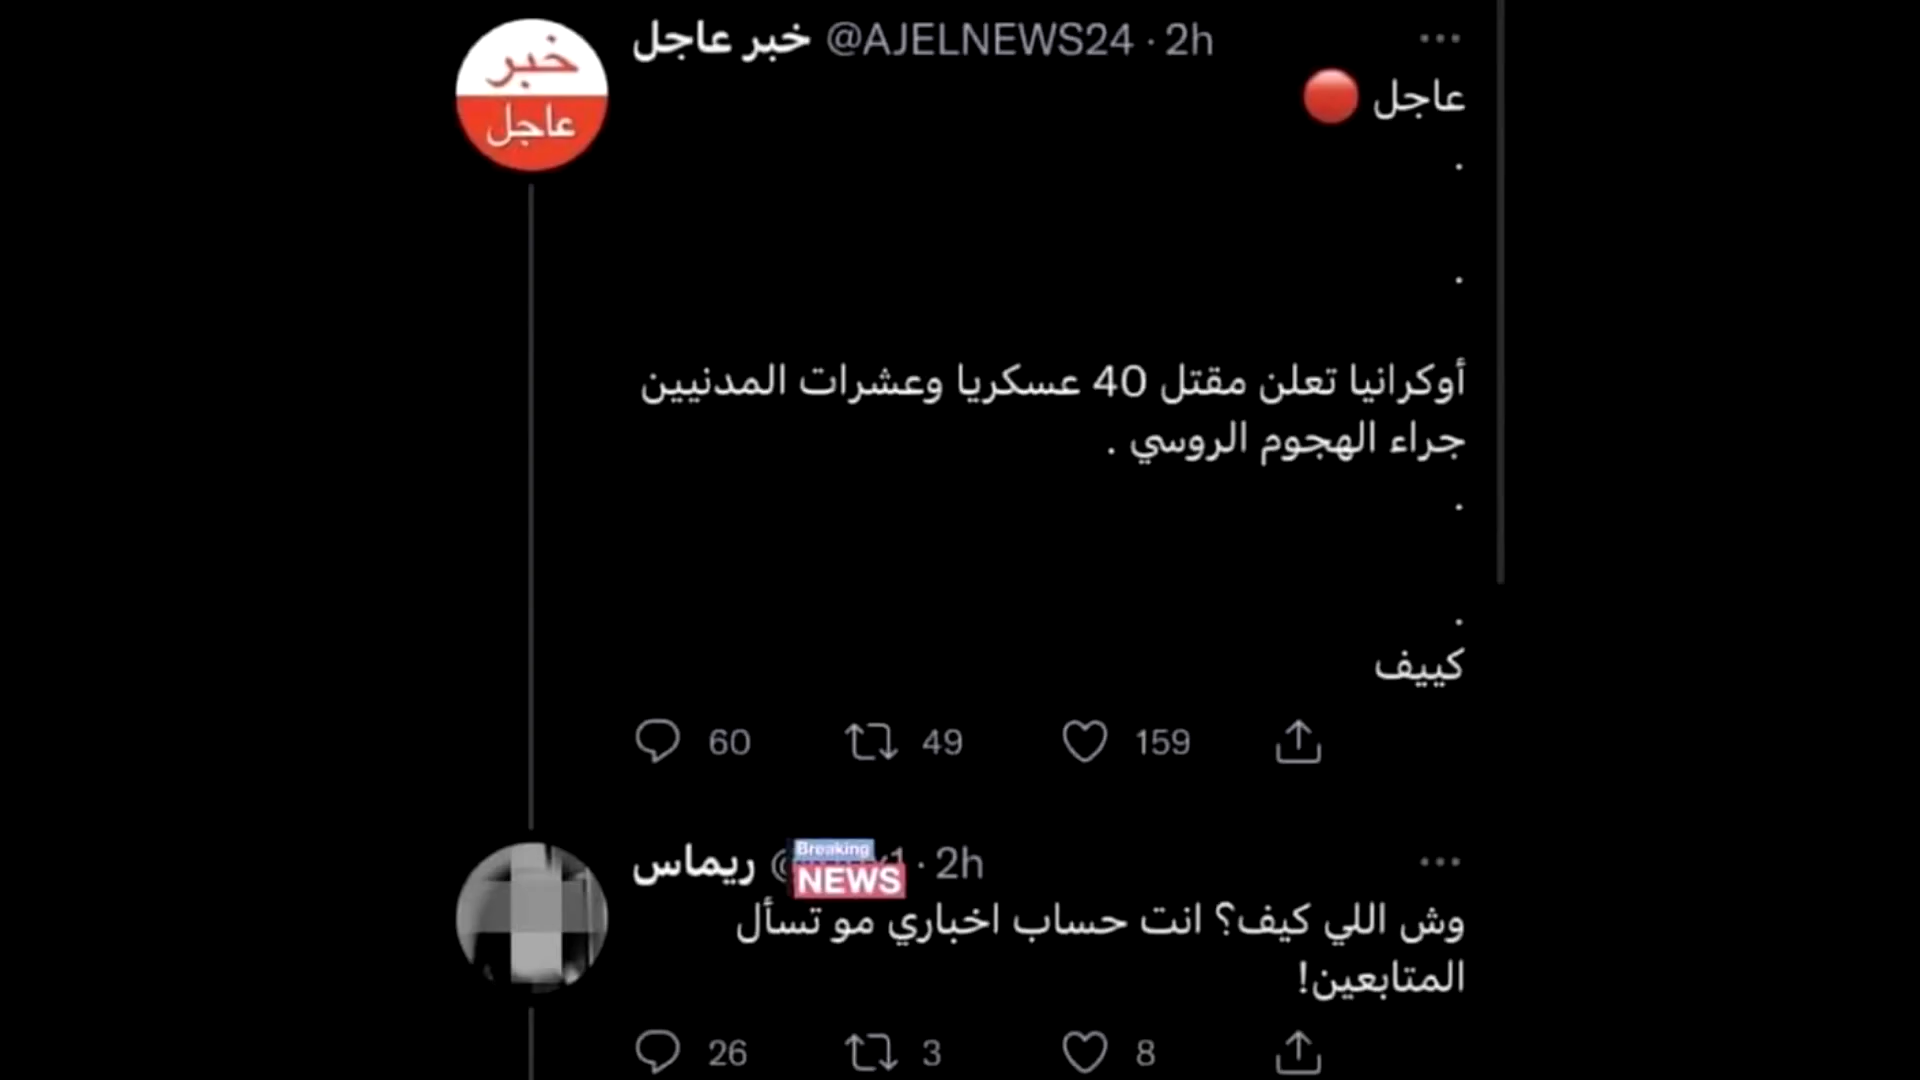 خبر
عاجل
خبر عاجل @AJELNEWS24 · 2h
عاجل 🔴
.
.
أوكرانيا تعلن مقتل 40 عسكريا وعشرات المدنيين
جراء الهجوم الروسي .
.
.
كييف
60 49 159
ريماس · 2h
Breaking
NEWS
وش اللي كيف؟ انت حساب اخباري مو تسأل
المتابعين!
26 3 8